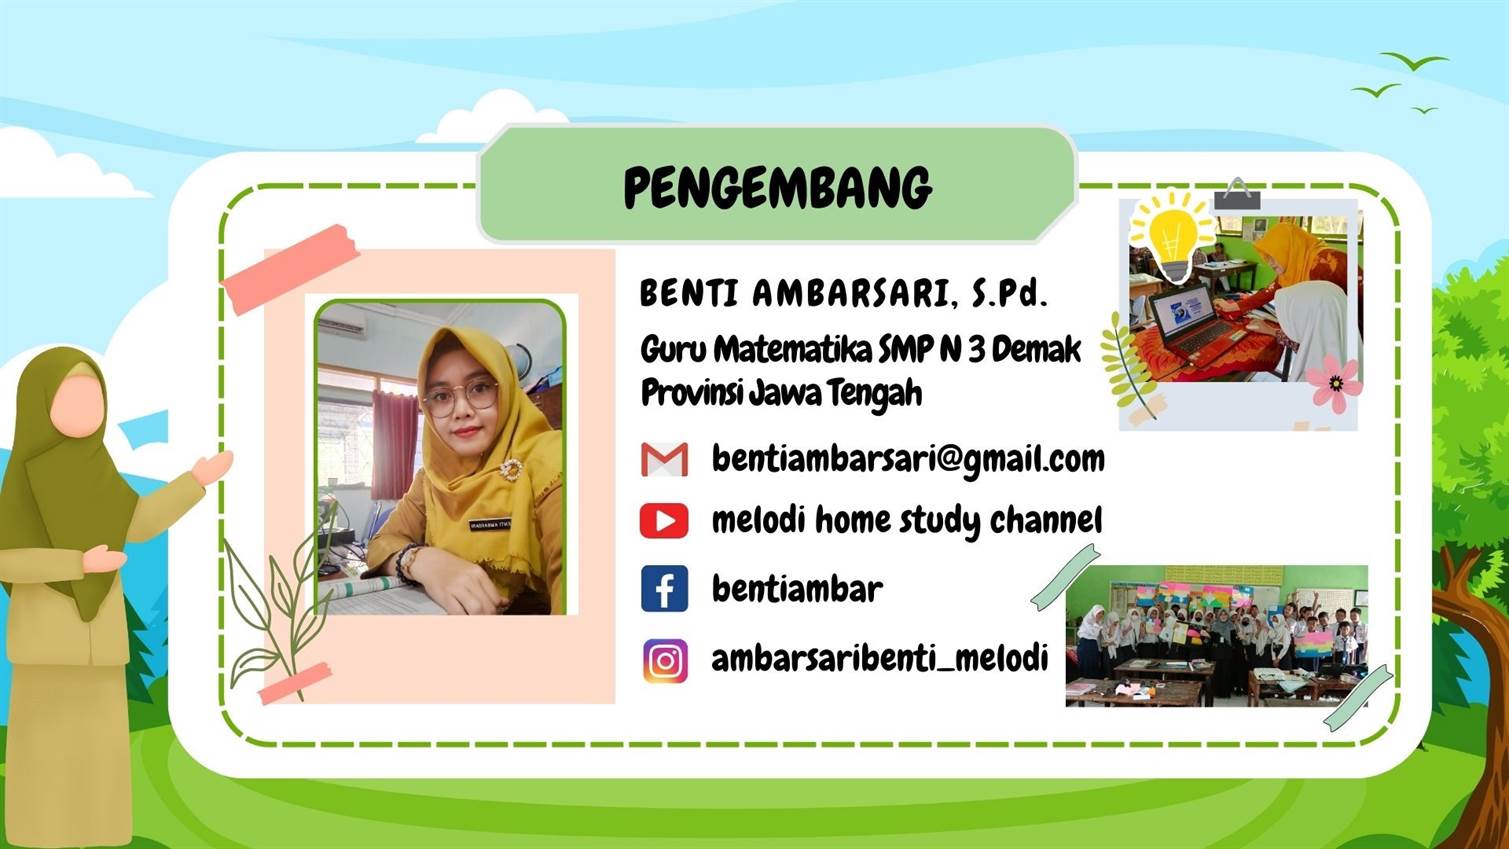 PENGEMBANG
BENTI AMBARSARI, S.Pd.
Guru Matematika SMP N 3 Demak
Provinsi Jawa Tengah
bentiambarsari@gmail.com
melodi home study channel
bentiambar
ambarsaribenti_melodi